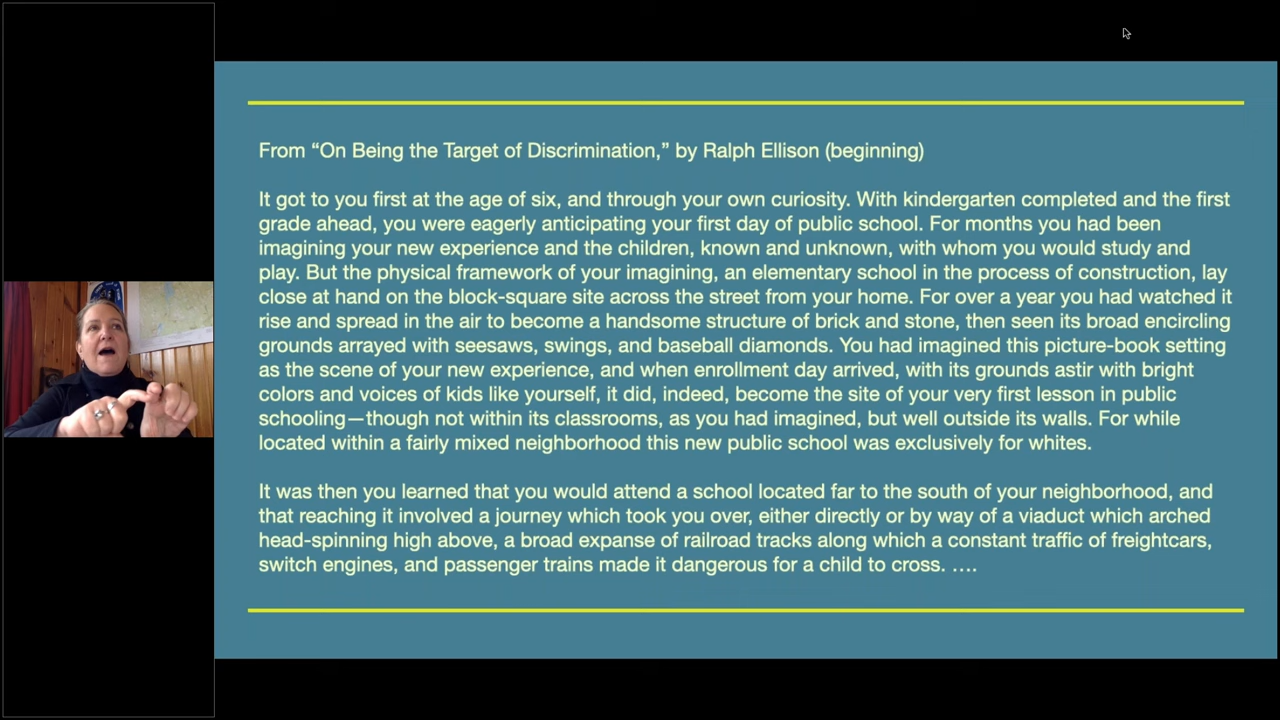 From “On Being the Target of Discrimination,” by Ralph Ellison (beginning)
It got to you first at the age of six, and through your own curiosity. With kindergarten completed and the first
grade ahead, you were eagerly anticipating your first day of public school. For months you had been
imagining your new experience and the children, known and unknown, with whom you would study and
play. But the physical framework of your imagining, an elementary school in the process of construction, lay
close at hand on the block-square site across the street from your home. For over a year you had watched it
rise and spread in the air to become a handsome structure of brick and stone, then seen its broad encircling
grounds arrayed with seesaws, swings, and baseball diamonds. You had imagined this picture-book setting
as the scene of your new experience, and when enrollment day arrived, with its grounds astir with bright
colors and voices of kids like yourself, it did, indeed, become the site of your very first lesson in public
schooling—though not within its classrooms, as you had imagined, but well outside its walls. For while
located within a fairly mixed neighborhood this new public school was exclusively for whites.
It was then you learned that you would attend a school located far to the south of your neighborhood, and
that reaching it involved a journey which took you over, either directly or by way of a viaduct which arched
head-spinning high above, a broad expanse of railroad tracks along which a constant traffic of freightcars,
switch engines, and passenger trains made it dangerous for a child to cross. ….